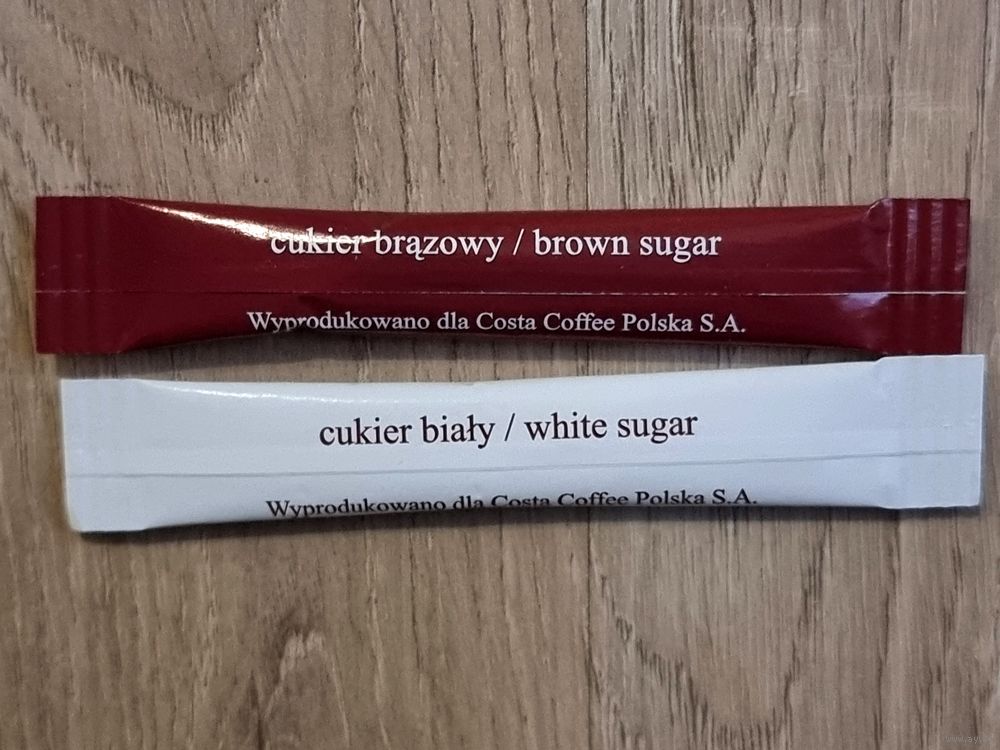 cukier brązowy / brown sugar
Wyprodukowano dla Costa Coffee Polska S.A.
cukier biały / white sugar
Wyprodukowano dla Costa Coffee Polska S.A.